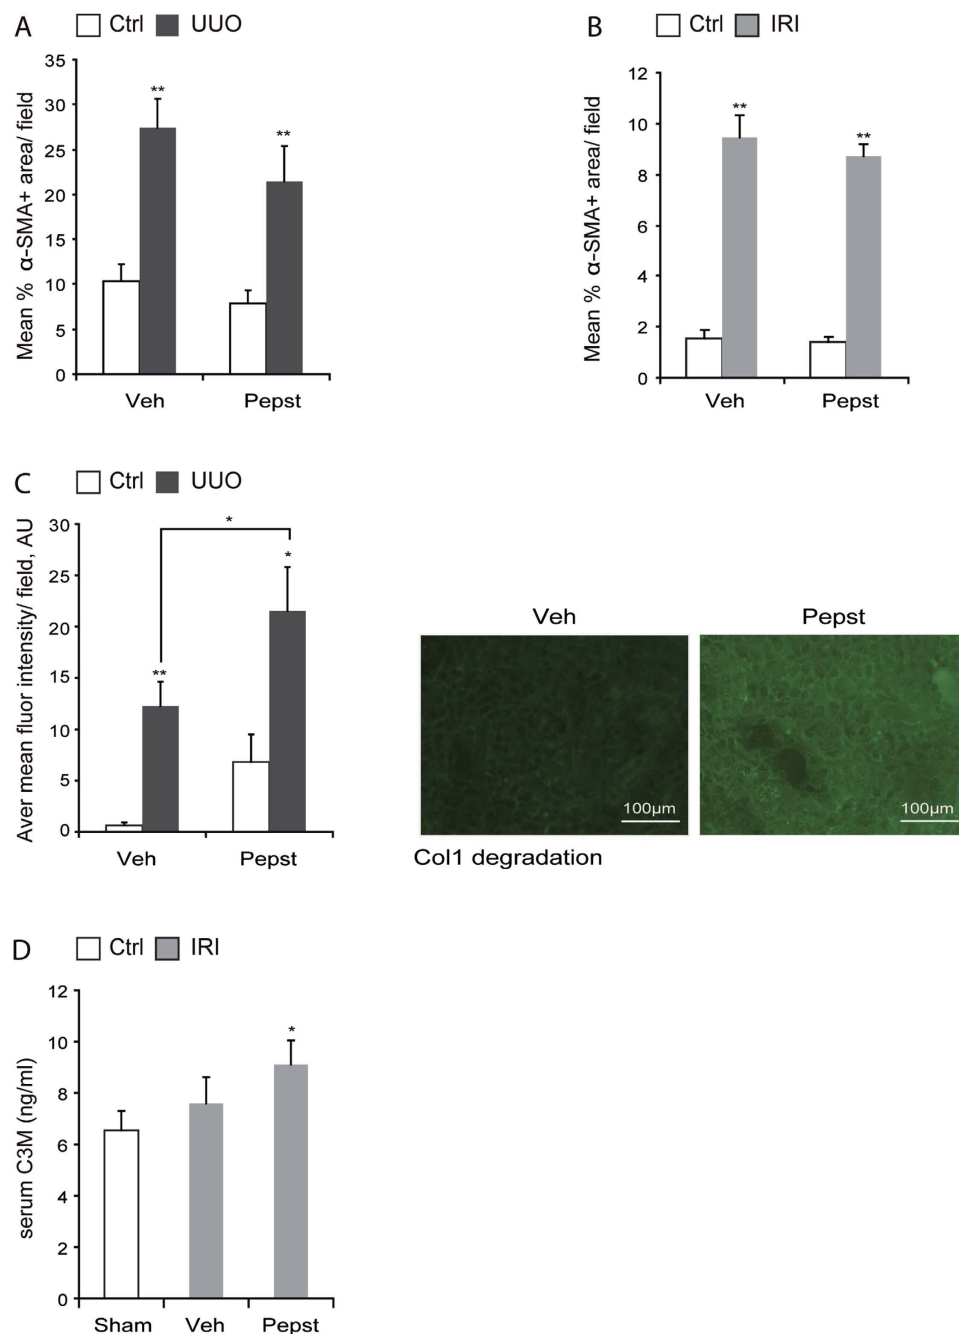 A
Ctrl UUO
Mean % α-SMA+ area/ field
35
30
25
20
15
10
5
0
**
**
Veh Pepst
B
Ctrl IRI
Mean % α-SMA+ area/ field
12
10
8
6
4
2
0
**
**
Veh Pepst
C
Ctrl UUO
Aver mean fluor intensity/ field, AU
30
25
20
15
10
5
0
*
*
**
Veh Pepst
Veh Pepst
100µm 100µm
Col1 degradation
D
Ctrl IRI
serum C3M (ng/ml)
12
10
8
6
4
2
0
*
Sham Veh Pepst